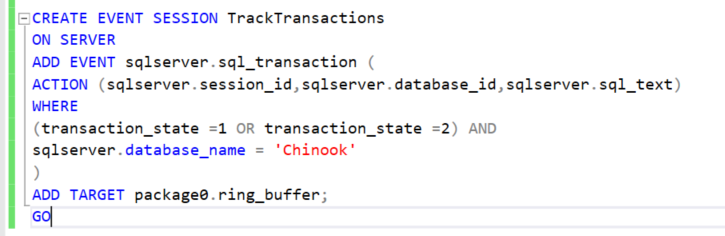 CREATE EVENT SESSION TrackTransactions
ON SERVER
ADD EVENT sqlserver.sql_transaction (
ACTION (sqlserver.session_id,sqlserver.database_id,sqlserver.sql_text)
WHERE
(transaction_state =1 OR transaction_state =2) AND
sqlserver.database_name = 'Chinook'
)
ADD TARGET package0.ring_buffer;
GO